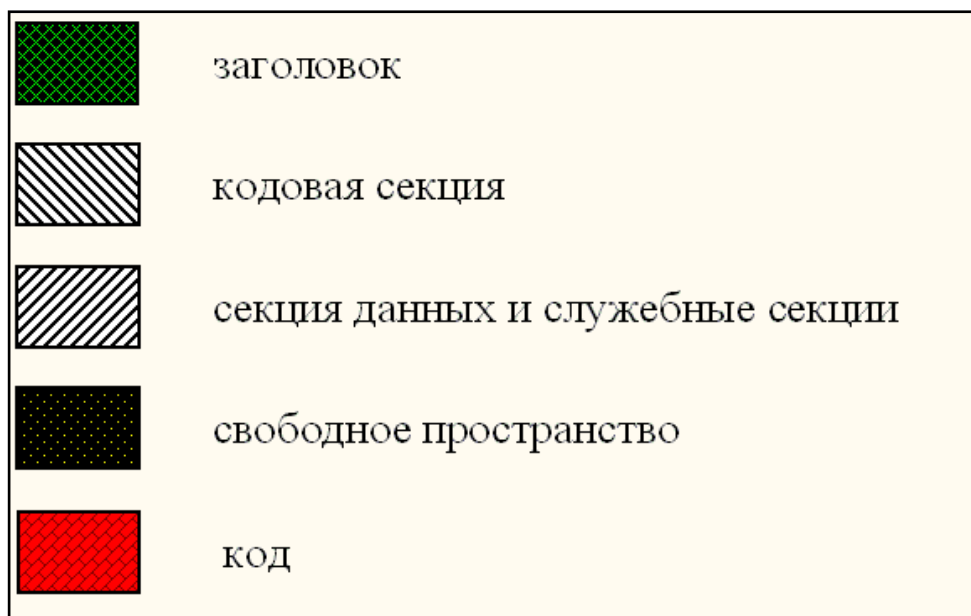 заголовок
кодовая секция
секция данных и служебные секции
свободное пространство
код